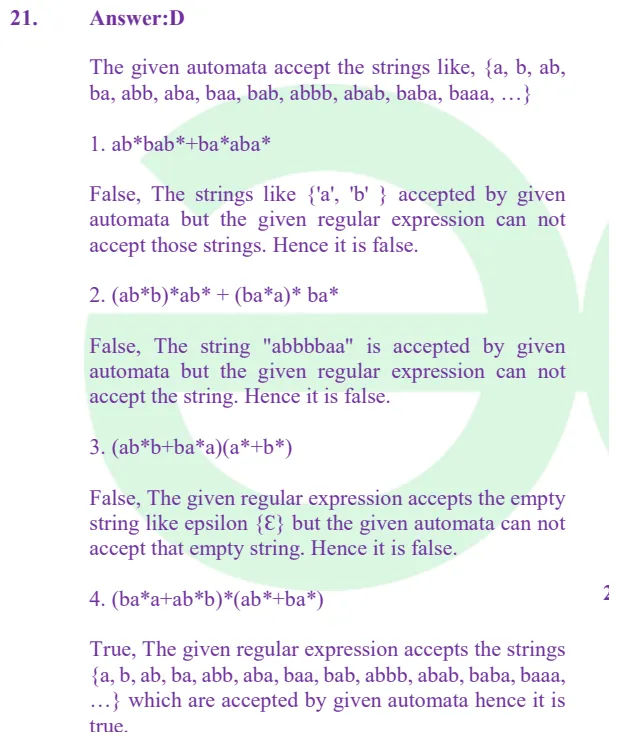 21. Answer:D
The given automata accept the strings like, {a, b, ab,
ba, abb, aba, baa, bab, abbb, abab, baba, baaa, …}
1. ab*bab*+ba*aba*
False, The strings like {'a', 'b' } accepted by given
automata but the given regular expression can not
accept those strings. Hence it is false.
2. (ab*b)*ab* + (ba*a)* ba*
False, The string "abbbbaa" is accepted by given
automata but the given regular expression can not
accept the string. Hence it is false.
3. (ab*b+ba*a)(a*+b*)
False, The given regular expression accepts the empty
string like epsilon {Ɛ} but the given automata can not
accept that empty string. Hence it is false.
4. (ba*a+ab*b)*(ab*+ba*)
True, The given regular expression accepts the strings
{a, b, ab, ba, abb, aba, baa, bab, abbb, abab, baba, baaa,
…} which are accepted by given automata hence it is
true.